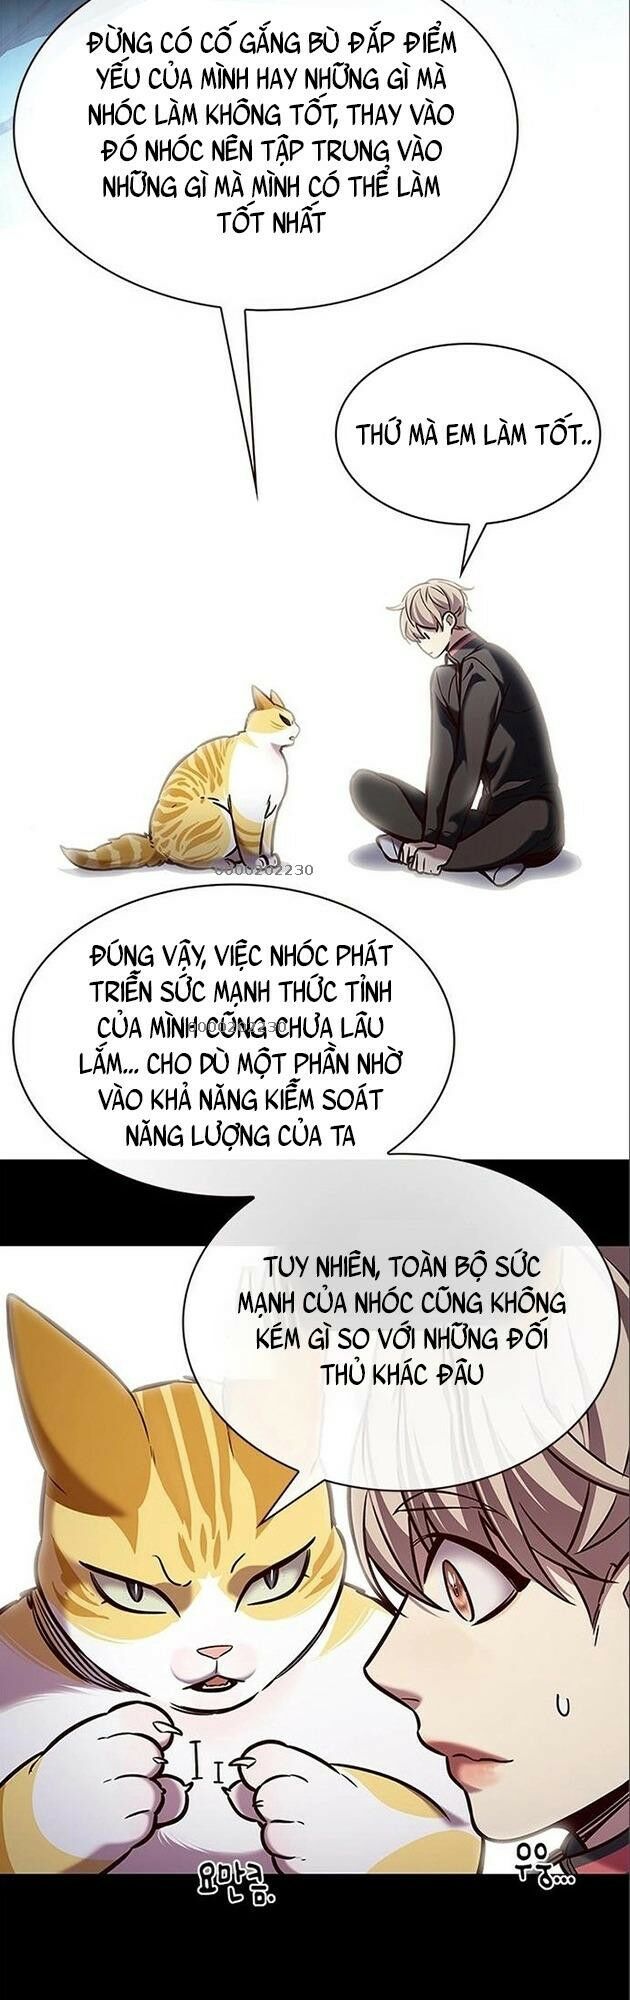 ĐỪNG CÓ CỐ GẮNG BÙ ĐẮP ĐIỂM
YẾU CỦA MÌNH HAY NHỮNG GÌ MÀ
NHÓC LÀM KHÔNG TỐT, THAY VÀO
ĐÓ NHÓC NÊN TẬP TRUNG VÀO
NHỮNG GÌ MÀ MÌNH CÓ THỂ LÀM
TỐT NHẤT
THỨ MÀ EM LÀM TỐT..
0000202230
ĐÚNG VẬY, VIỆC NHÓC PHÁT
TRIỂN SỨC MẠNH THỨC TỈNH
CỦA MÌNH CŨNG CHƯA LÂU
0000202230
LẮM... CHO DÙ MỘT PHẦN NHỜ
VÀO KHẢ NĂNG KIỂM SOÁT
NĂNG LƯỢNG CỦA TA
TUY NHIÊN, TOÀN BỘ SỨC
MẠNH CỦA NHÓC CŨNG KHÔNG
KÉM GÌ SO VỚI NHỮNG ĐỐI
THỦ KHÁC ĐÂU
요만큼.
우웅...